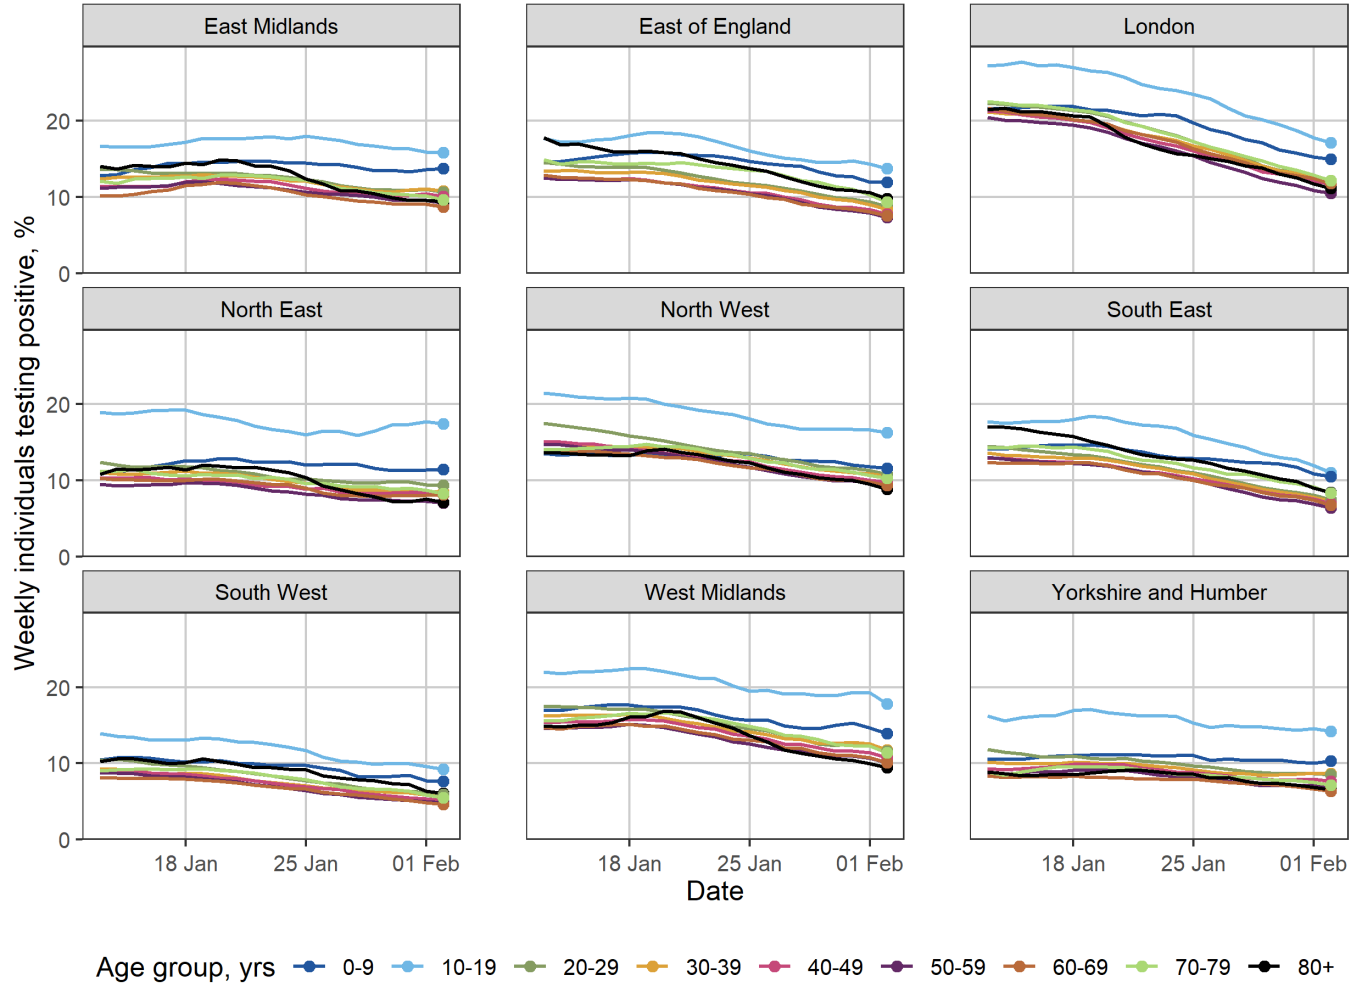 East Midlands
East of England
London
20
10
0
North East
North West
South East
20
10
0
South West
West Midlands
Yorkshire and Humber
20
10
0
18 Jan 25 Jan 01 Feb
18 Jan 25 Jan 01 Feb
18 Jan 25 Jan 01 Feb
Weekly individuals testing positive, %
Date
Age group, yrs 0-9 10-19 20-29 30-39 40-49 50-59 60-69 70-79 80+